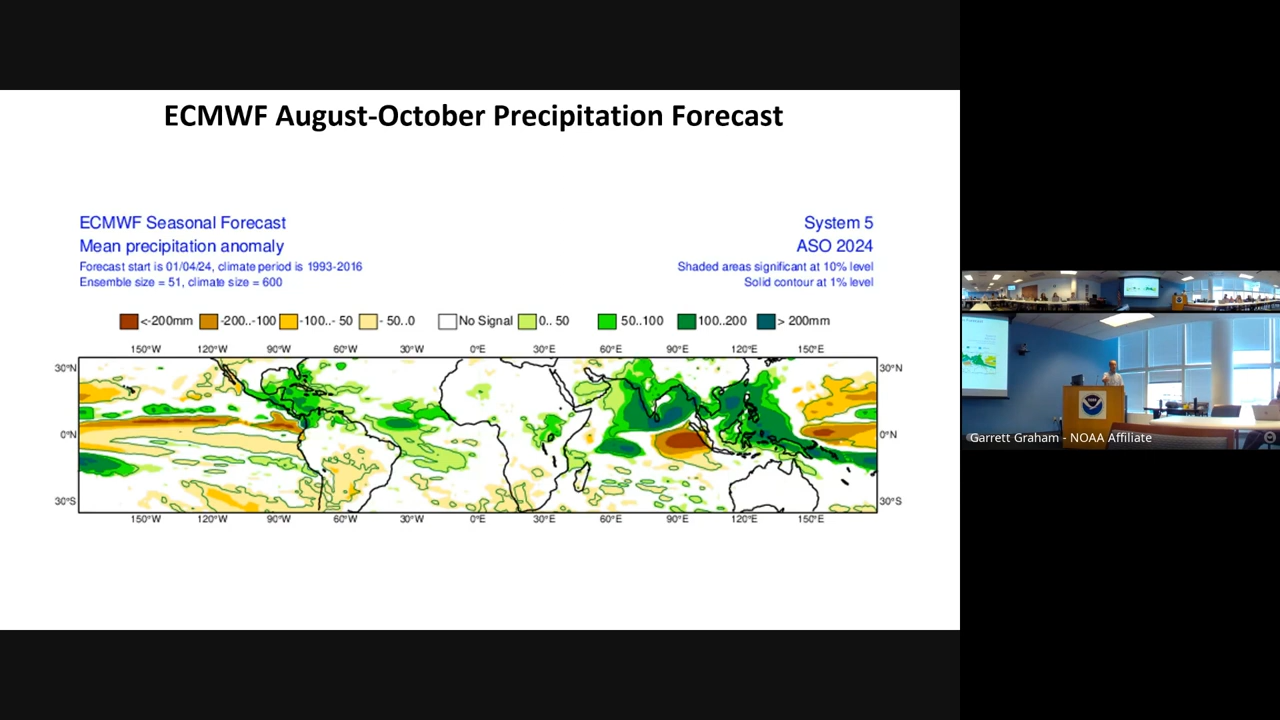 ECMWF August-October Precipitation Forecast
ECMWF Seasonal Forecast
Mean precipitation anomaly
Forecast start is 01/04/24, climate period is 1993-2016
Ensemble size = 51, climate size = 600
System 5
ASO 2024
Shaded areas significant at 10% level
Solid contour at 1% level
<-200mm -200..-100 -100..- 50 - 50..0 No Signal 0.. 50 50..100 100..200 > 200mm
150°W 120°W 90°W 60°W 30°W 0°E 30°E 60°E 90°E 120°E 150°E
30°N 30°N
0°N 0°N
30°S 30°S
150°W 120°W 90°W 60°W 30°W 0°E 30°E 60°E 90°E 120°E 150°E
Garrett Graham - NOAA Affiliate